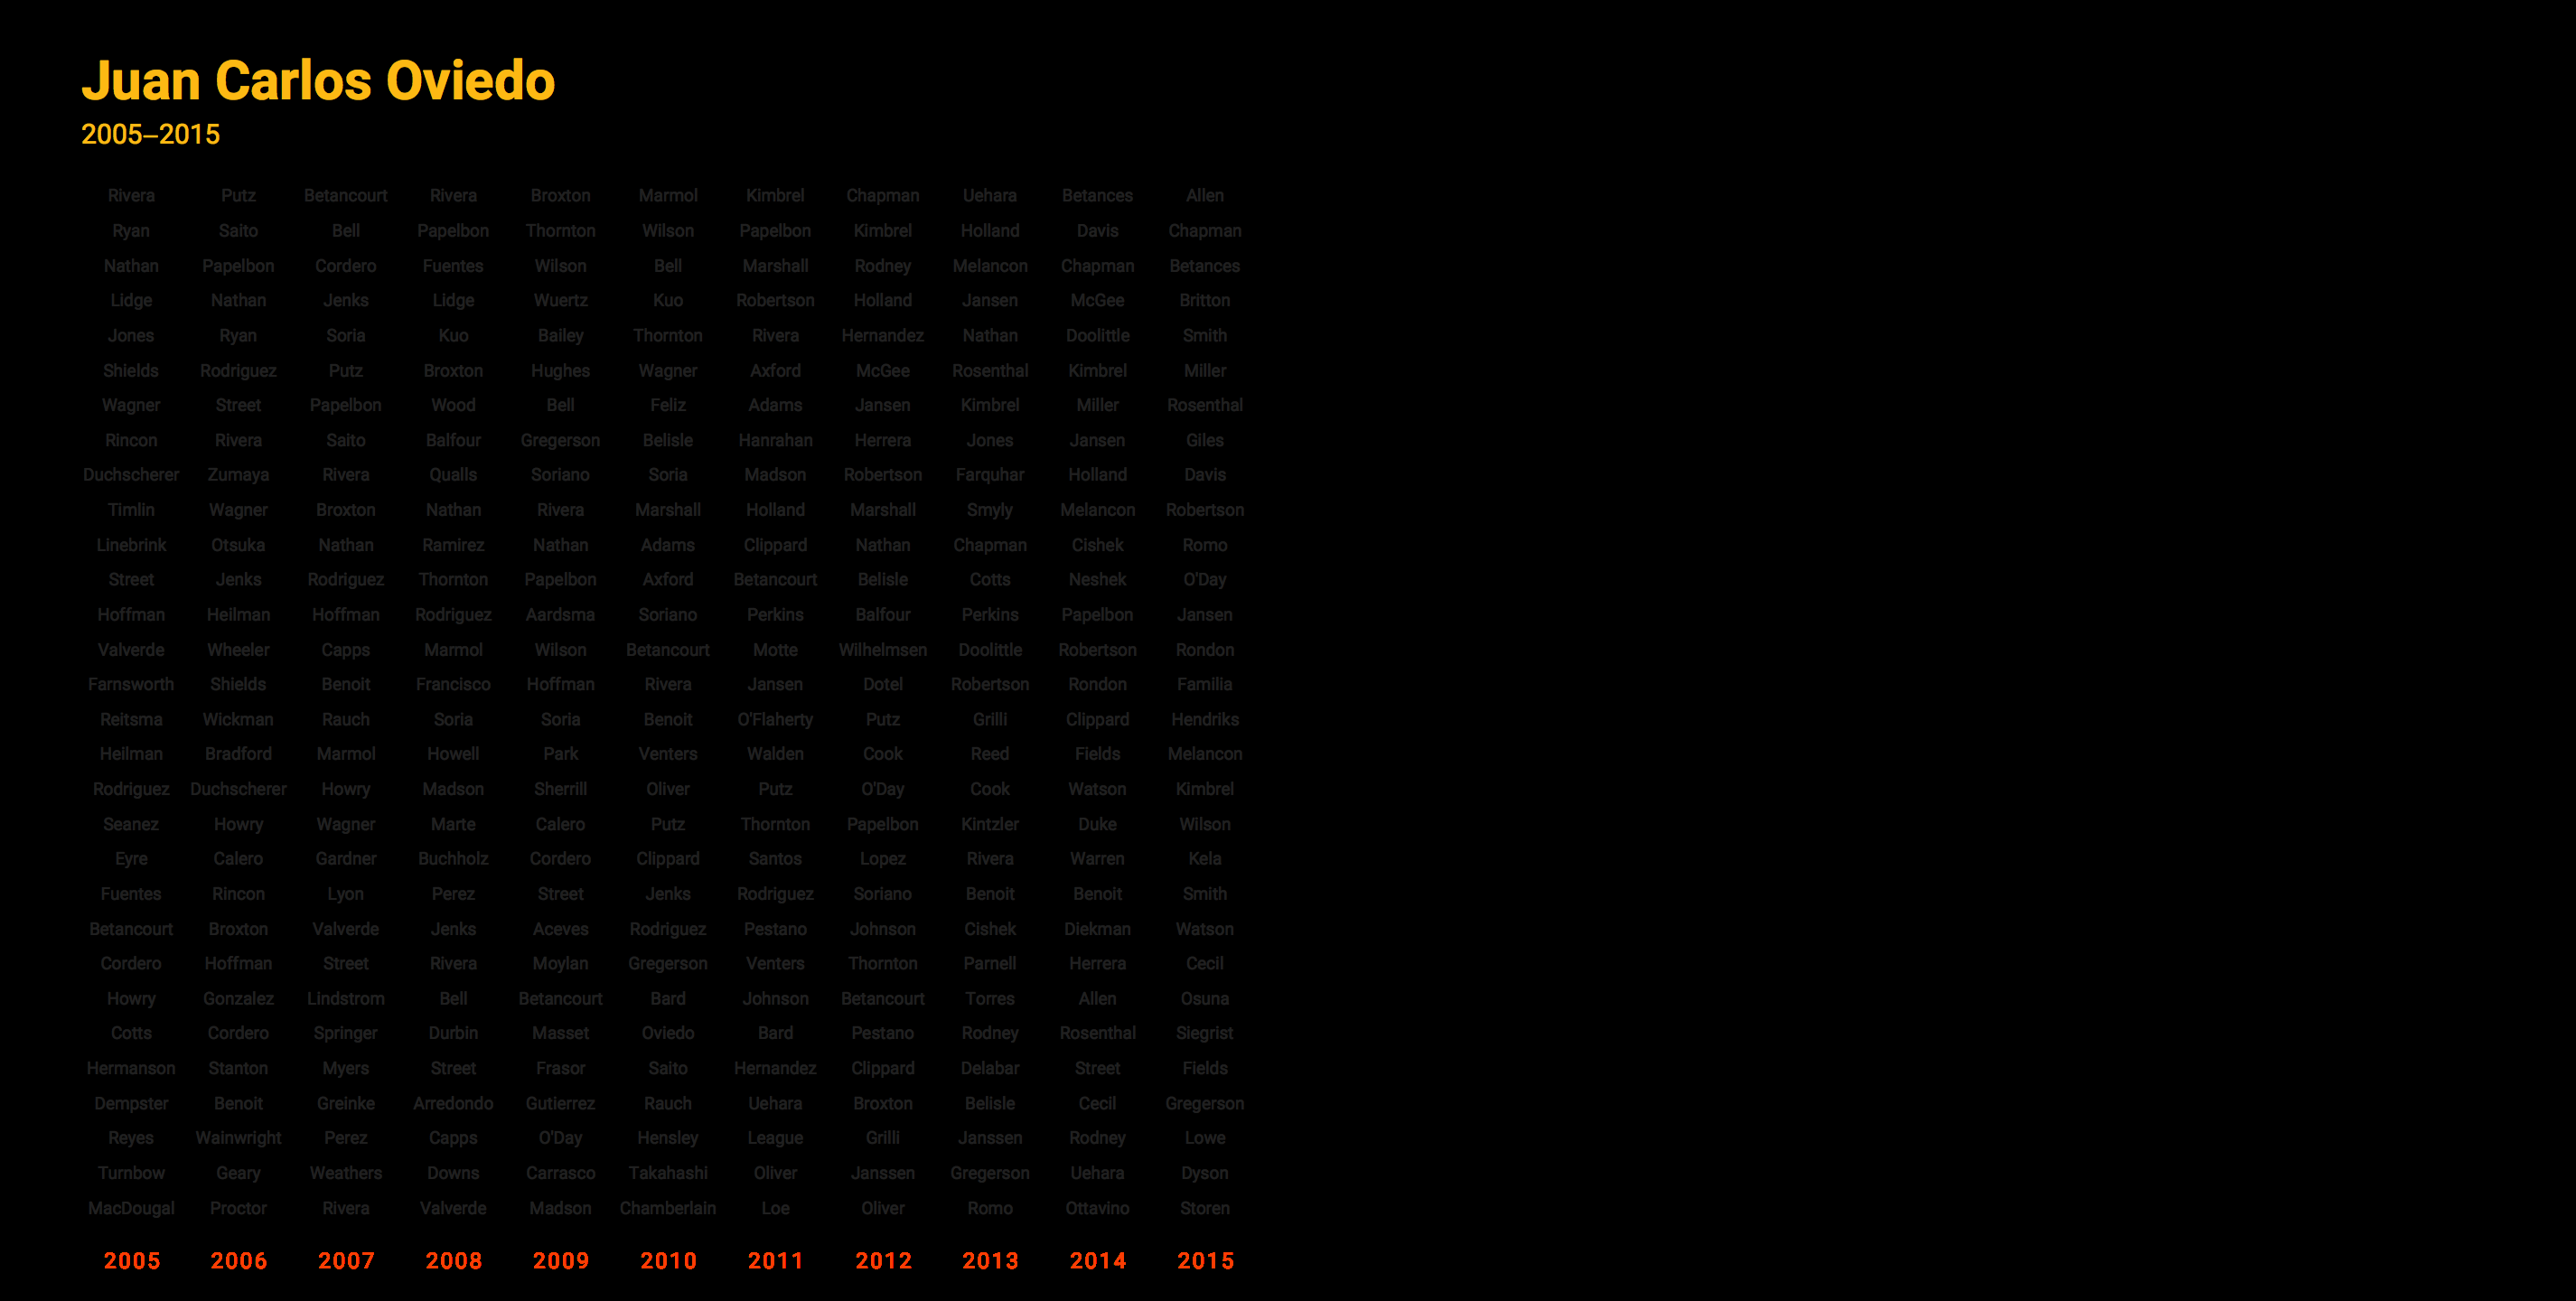 Juan Carlos Oviedo
2005–2015
Rivera Putz Betancourt Rivera Broxton Marmol Kimbrel Chapman Uehara Betances Allen
Ryan Saito Bell Papelbon Thornton Wilson Papelbon Kimbrel Holland Davis Chapman
Nathan Papelbon Cordero Fuentes Wilson Bell Marshall Rodney Melancon Chapman Betances
Lidge Nathan Jenks Lidge Wuertz Kuo Robertson Holland Jansen McGee Britton
Jones Ryan Soria Kuo Bailey Thornton Rivera Hernandez Nathan Doolittle Smith
Shields Rodriguez Putz Broxton Hughes Wagner Axford McGee Rosenthal Kimbrel Miller
Wagner Street Papelbon Wood Bell Feliz Adams Jansen Kimbrel Miller Rosenthal
Rincon Rivera Saito Balfour Gregerson Belisle Hanrahan Herrera Jones Jansen Giles
Duchscherer Zumaya Rivera Qualls Soriano Soria Madson Robertson Farquhar Holland Davis
Timlin Wagner Broxton Nathan Rivera Marshall Holland Marshall Smyly Melancon Robertson
Linebrink Otsuka Nathan Ramirez Nathan Adams Clippard Nathan Chapman Cishek Romo
Street Jenks Rodriguez Thornton Papelbon Axford Betancourt Belisle Cotts Neshek O'Day
Hoffman Heilman Hoffman Rodriguez Aardsma Soriano Perkins Balfour Perkins Papelbon Jansen
Valverde Wheeler Capps Marmol Wilson Betancourt Motte Wilhelmsen Doolittle Robertson Rondon
Farnsworth Shields Benoit Francisco Hoffman Rivera Jansen Dotel Robertson Rondon Familia
Reitsma Wickman Rauch Soria Soria Benoit O'Flaherty Putz Grilli Clippard Hendriks
Heilman Bradford Marmol Howell Park Venters Walden Cook Reed Fields Melancon
Rodriguez Duchscherer Howry Madson Sherrill Oliver Putz O'Day Cook Watson Kimbrel
Seanez Howry Wagner Marte Calero Putz Thornton Papelbon Kintzler Duke Wilson
Eyre Calero Gardner Buchholz Cordero Clippard Santos Lopez Rivera Warren Kela
Fuentes Rincon Lyon Perez Street Jenks Rodriguez Soriano Benoit Benoit Smith
Betancourt Broxton Valverde Jenks Aceves Rodriguez Pestano Johnson Cishek Diekman Watson
Cordero Hoffman Street Rivera Moylan Gregerson Venters Thornton Parnell Herrera Cecil
Howry Gonzalez Lindstrom Bell Betancourt Bard Johnson Betancourt Torres Allen Osuna
Cotts Cordero Springer Durbin Masset Oviedo Bard Pestano Rodney Rosenthal Siegrist
Hermanson Stanton Myers Street Frasor Saito Hernandez Clippard Delabar Street Fields
Dempster Benoit Greinke Arredondo Gutierrez Rauch Uehara Broxton Belisle Cecil Gregerson
Reyes Wainwright Perez Capps O'Day Hensley League Grilli Janssen Rodney Lowe
Turnbow Geary Weathers Downs Carrasco Takahashi Oliver Janssen Gregerson Uehara Dyson
MacDougal Proctor Rivera Valverde Madson Chamberlain Loe Oliver Romo Ottavino Storen
2005 2006 2007 2008 2009 2010 2011 2012 2013 2014 2015